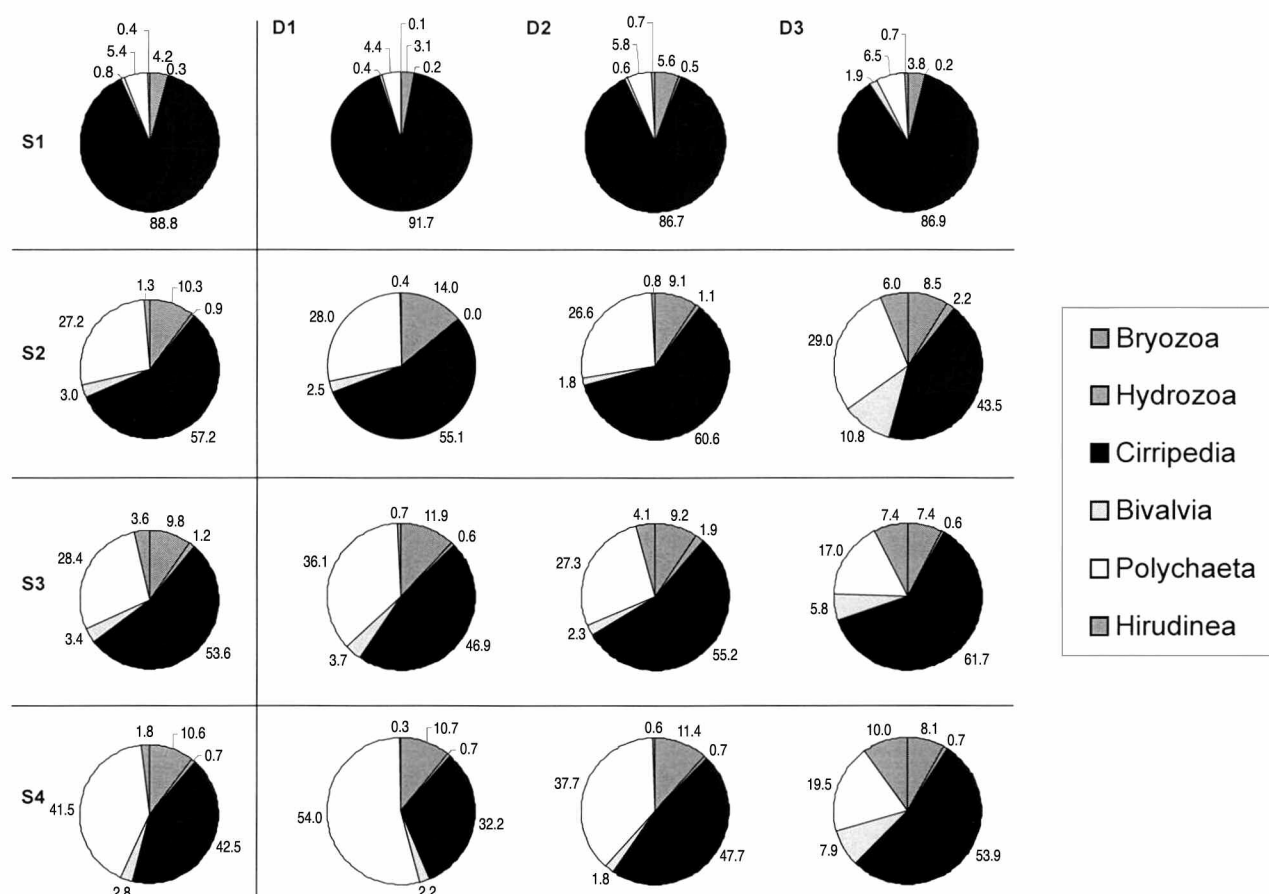 D1 D2 D3
0.4 0.1 0.7 0.7
5.4 4.2 4.4 3.1 5.8 5.6 6.5 3.8
0.8 0.3 0.4 0.2 0.6 0.5 1.9 0.2
S1
88.8 91.7 86.7 86.9
1.3 10.3 0.4 14.0 0.8 9.1 6.0 8.5
27.2 0.9 28.0 0.0 26.6 1.1 29.0 2.2
S2
3.0 2.5 1.8 10.8 43.5
57.2 55.1 60.6
3.6 9.8 0.7 11.9 4.1 9.2 7.4 7.4
28.4 1.2 36.1 0.6 27.3 1.9 17.0 0.6
S3
3.4 53.6 3.7 46.9 2.3 55.2 5.8 61.7
1.8 10.6 0.3 10.7 0.6 11.4 10.0 8.1
41.5 0.7 54.0 0.7 37.7 0.7 19.5 0.7
S4
2.8 42.5 2.2 32.2 1.8 47.7 7.9 53.9
Bryozoa
Hydrozoa
Cirripedia
Bivalvia
Polychaeta
Hirudinea